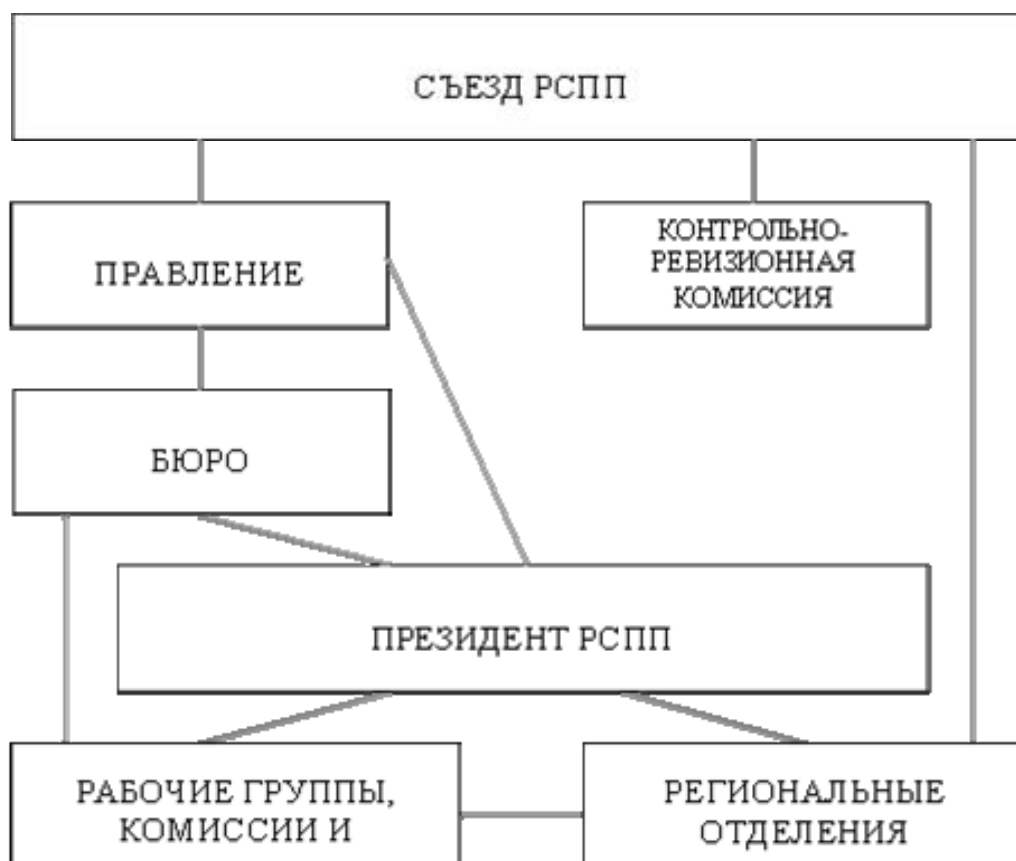 СЪЕЗД РСПП
ПРАВЛЕНИЕ
КОНТРОЛЬНО-
РЕВИЗИОННАЯ
КОМИССИЯ
БЮРО
ПРЕЗИДЕНТ РСПП
РАБОЧИЕ ГРУППЫ,
КОМИССИИ И
РЕГИОНАЛЬНЫЕ
ОТДЕЛЕНИЯ